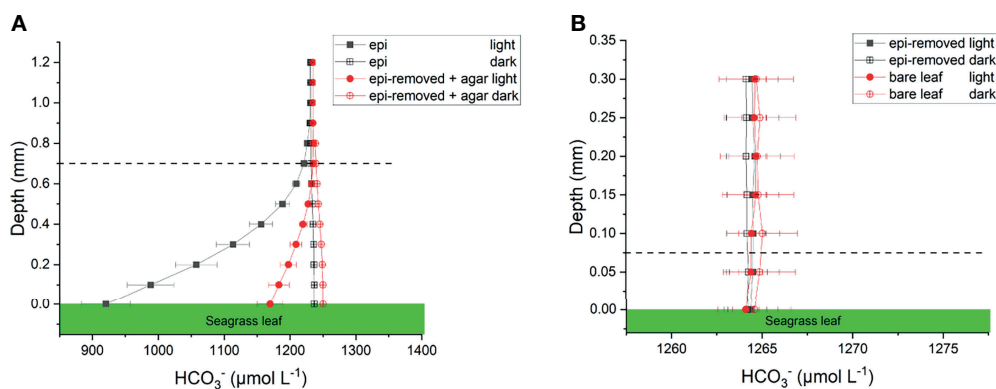 A
epi light
epi dark
epi-removed + agar light
epi-removed + agar dark
Depth (mm)
1.2
1.0
0.8
0.6
0.4
0.2
0.0
Seagrass leaf
900 1000 1100 1200 1300 1400
HCO₃⁻ (μmol L⁻¹)
B
epi-removed light
epi-removed dark
bare leaf light
bare leaf dark
Depth (mm)
0.35
0.30
0.25
0.20
0.15
0.10
0.05
0.00
Seagrass leaf
1260 1265 1270 1275
HCO₃⁻ (μmol L⁻¹)